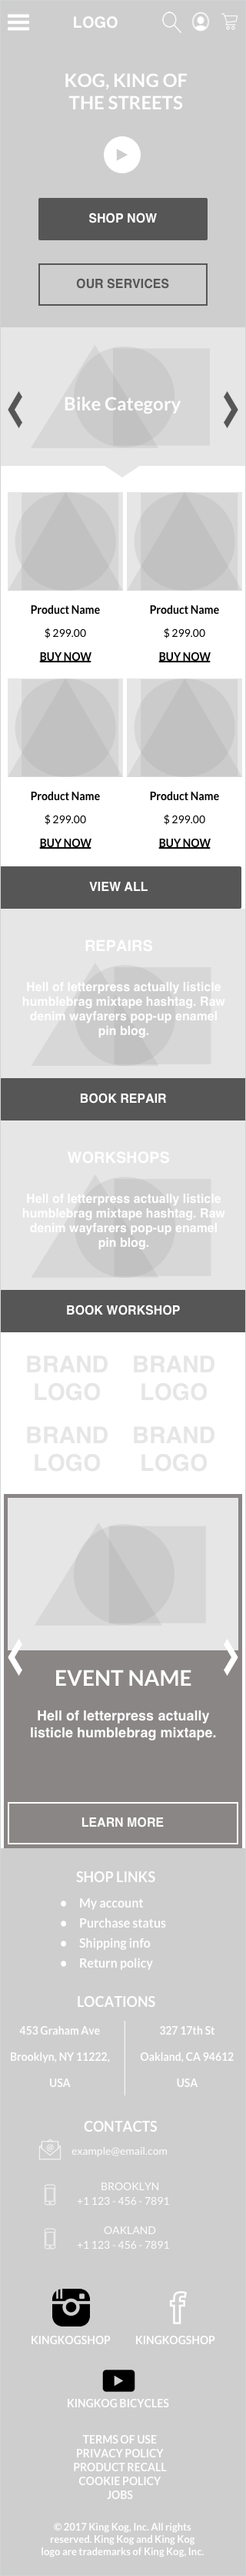 LOGO
KOG, KING OF
THE STREETS
SHOP NOW
OUR SERVICES
Bike Category
Product Name
$ 299.00
BUY NOW
Product Name
$ 299.00
BUY NOW
Product Name
$ 299.00
BUY NOW
Product Name
$ 299.00
BUY NOW
VIEW ALL
REPAIRS
Hell of letterpress actually listicle
humblebrag mixtape hashtag. Raw
denim wayfarers pop-up enamel
pin blog.
BOOK REPAIR
WORKSHOPS
Hell of letterpress actually listicle
humblebrag mixtape hashtag. Raw
denim wayfarers pop-up enamel
pin blog.
BOOK WORKSHOP
BRAND
LOGO
BRAND
LOGO
BRAND
LOGO
BRAND
LOGO
EVENT NAME
Hell of letterpress actually
listicle humblebrag mixtape.
LEARN MORE
SHOP LINKS
• My account
• Purchase status
• Shipping info
• Return policy
LOCATIONS
453 Graham Ave
Brooklyn, NY 11222,
USA
327 17th St
Oakland, CA 94612
USA
CONTACTS
example@email.com
BROOKLYN
+1 123 - 456 - 7891
OAKLAND
+1 123 - 456 - 7891
KINGKOGSHOP
KINGKOGSHOP
KINGKOG BICYCLES
TERMS OF USE
PRIVACY POLICY
PRODUCT RECALL
COOKIE POLICY
JOBS
© 2017 King Kog, Inc. All rights
reserved. King Kog and King Kog
logo are trademarks of King Kog, Inc.